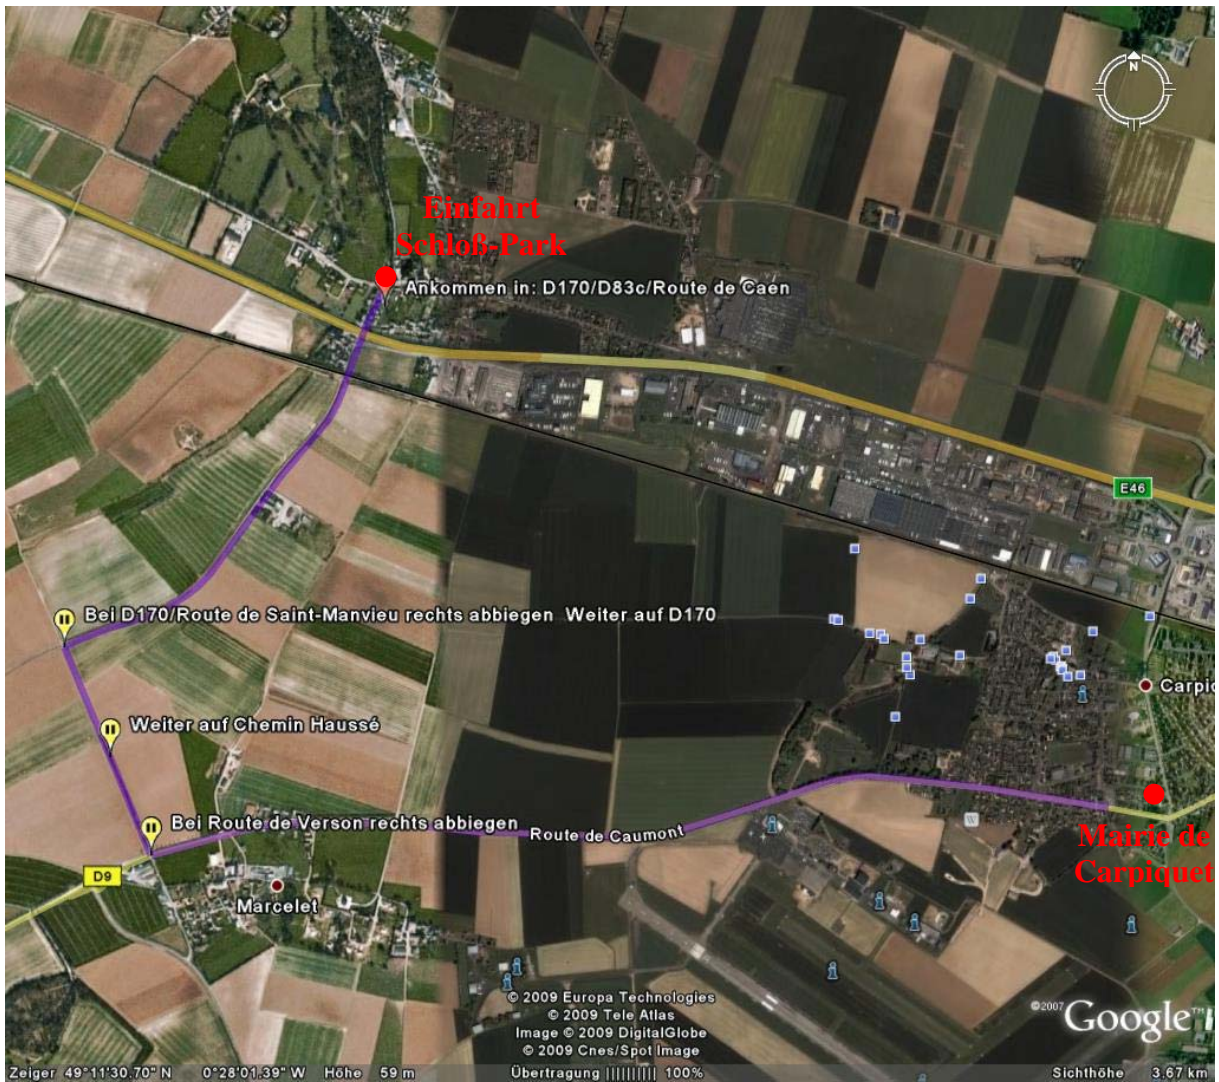 N
Einfahrt
Schloß-Park
Ankommen in: D170/D83c/Route de Caen
E46
Bei D170/Route de Saint-Manvieu rechts abbiegen Weiter auf D170
Carpiq
Weiter auf Chemin Haussé
Bei Route de Verson rechts abbiegen
Route de Caumont
W
Mairie de
Carpiquet
D9
Marcelet
© 2009 Europa Technologies
© 2009 Tele Atlas
Image © 2009 DigitalGlobe
© 2009 Cnes/Spot Image
©2007 Google™
Zeiger 49°11'30.70" N 0°28'01.39" W Höhe 59 m Übertragung 100% Sichthöhe 3.67 km